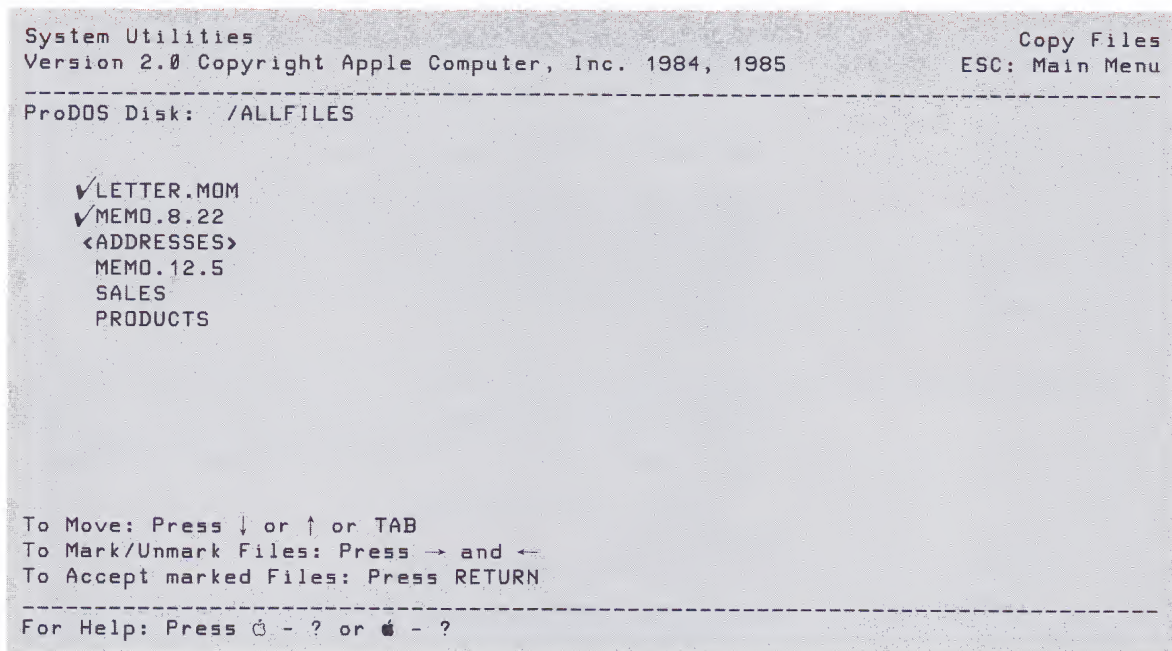 System Utilities Copy Files
Version 2.0 Copyright Apple Computer, Inc. 1984, 1985 ESC: Main Menu
ProDOS Disk: /ALLFILES
✓LETTER.MOM
✓MEMO.8.22
<ADDRESSES>
MEMO.12.5
SALES
PRODUCTS
To Move: Press ↓ or ↑ or TAB
To Mark/Unmark Files: Press → and ←
To Accept marked Files: Press RETURN
For Help: Press  - ? or  - ?